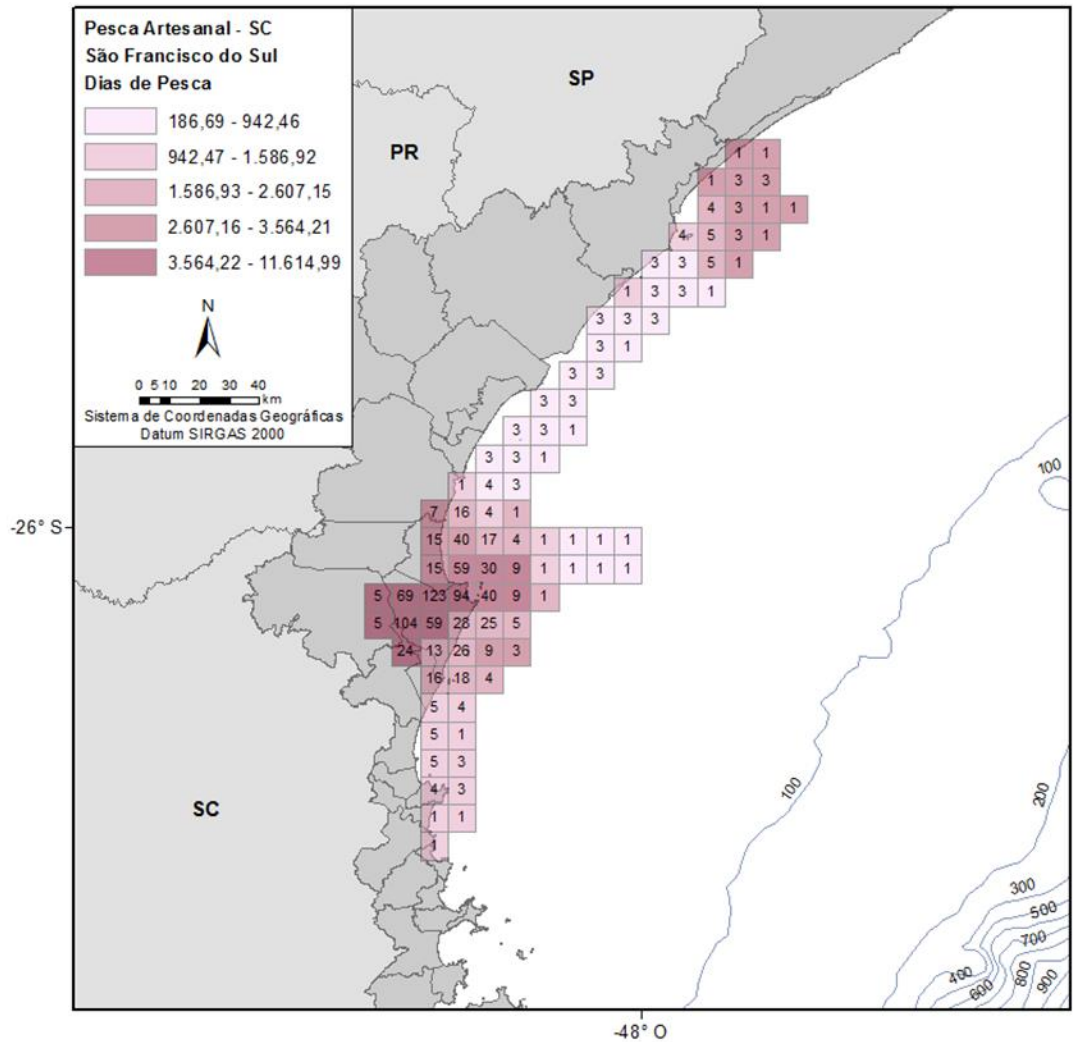 Pesca Artesanal - SC
São Francisco do Sul
Dias de Pesca
186,69 - 942,46
942,47 - 1.586,92
1.586,93 - 2.607,15
2.607,16 - 3.564,21
3.564,22 - 11.614,99
N
0 5 10 20 30 40
km
Sistema de Coordenadas Geográficas
Datum SIRGAS 2000
SP
PR
1 1
1 3 3
4 3 1 1
4 5 3 1
3 3 5 1
1 3 3 1
3 3 3
3 1
3 3
3 3
3 3 1
3 3 1
1 4 3
100
7 16 4 1
-26° S
15 40 17 4 1 1 1 1
15 59 30 9 1 1 1 1
5 69 123 94 40 9 1
5 104 59 28 25 5
24 13 26 9 3
16 18 4
5 4
5 1
5 3
4 3
1 1
1
SC
100
200
300
500
700
400
600
800
900
-48° O